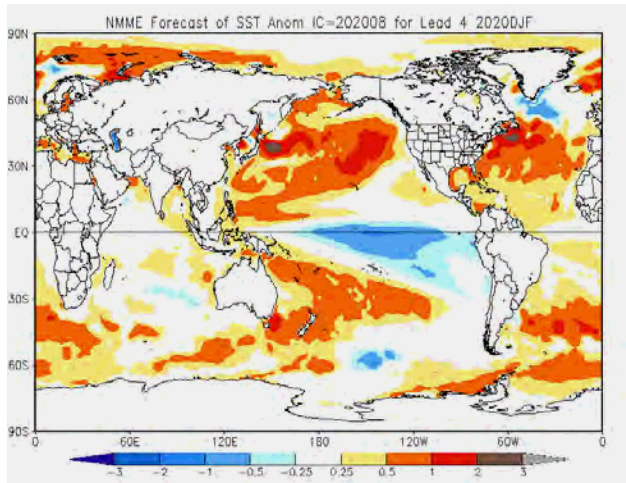 NMME Forecast of SST Anom IC=202008 for Lead 4 2020DJF
90N
60N
30N
EQ
30S
60S
90S
0 60E 120E 180 120W 60W 0
-3 -2 -1 -0.5 -0.25 0.25 0.5 1 2 3